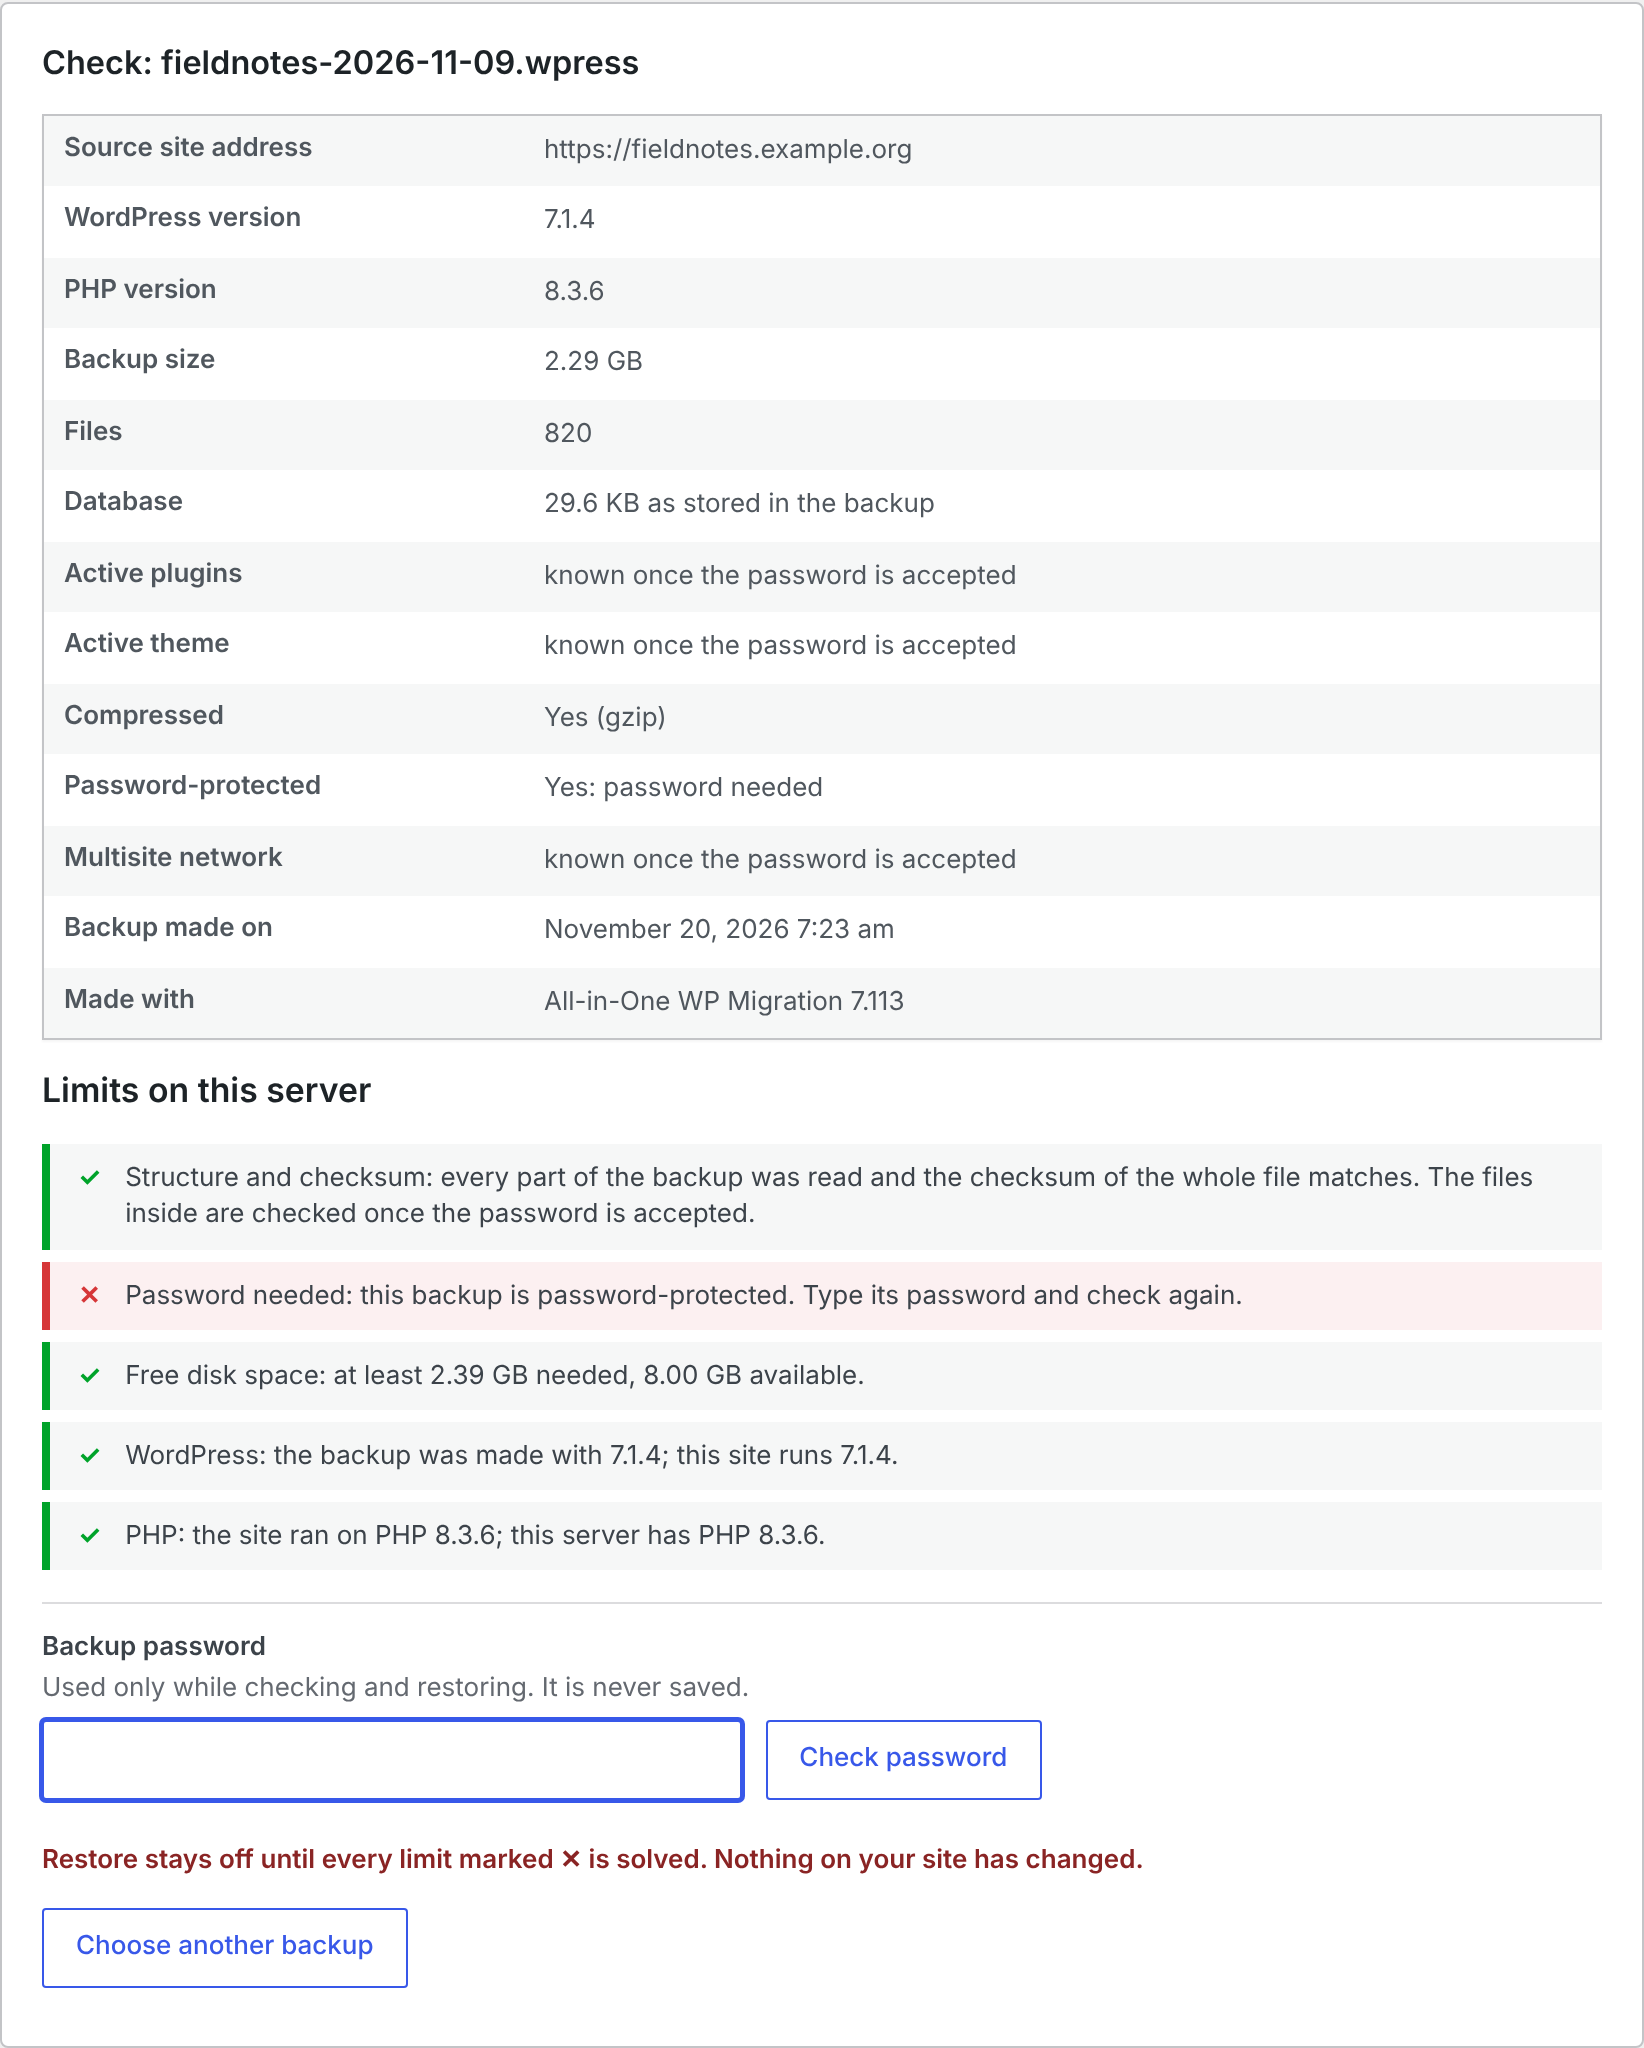 Check: fieldnotes-2026-11-09.wpress
Source site address https://fieldnotes.example.org
WordPress version 7.1.4
PHP version 8.3.6
Backup size 2.29 GB
Files 820
Database 29.6 KB as stored in the backup
Active plugins known once the password is accepted
Active theme known once the password is accepted
Compressed Yes (gzip)
Password-protected Yes: password needed
Multisite network known once the password is accepted
Backup made on November 20, 2026 7:23 am
Made with All-in-One WP Migration 7.113
Limits on this server
✓ Structure and checksum: every part of the backup was read and the checksum of the whole file matches. The files
inside are checked once the password is accepted.
✕ Password needed: this backup is password-protected. Type its password and check again.
✓ Free disk space: at least 2.39 GB needed, 8.00 GB available.
✓ WordPress: the backup was made with 7.1.4; this site runs 7.1.4.
✓ PHP: the site ran on PHP 8.3.6; this server has PHP 8.3.6.
Backup password
Used only while checking and restoring. It is never saved.
Check password
Restore stays off until every limit marked ✕ is solved. Nothing on your site has changed.
Choose another backup